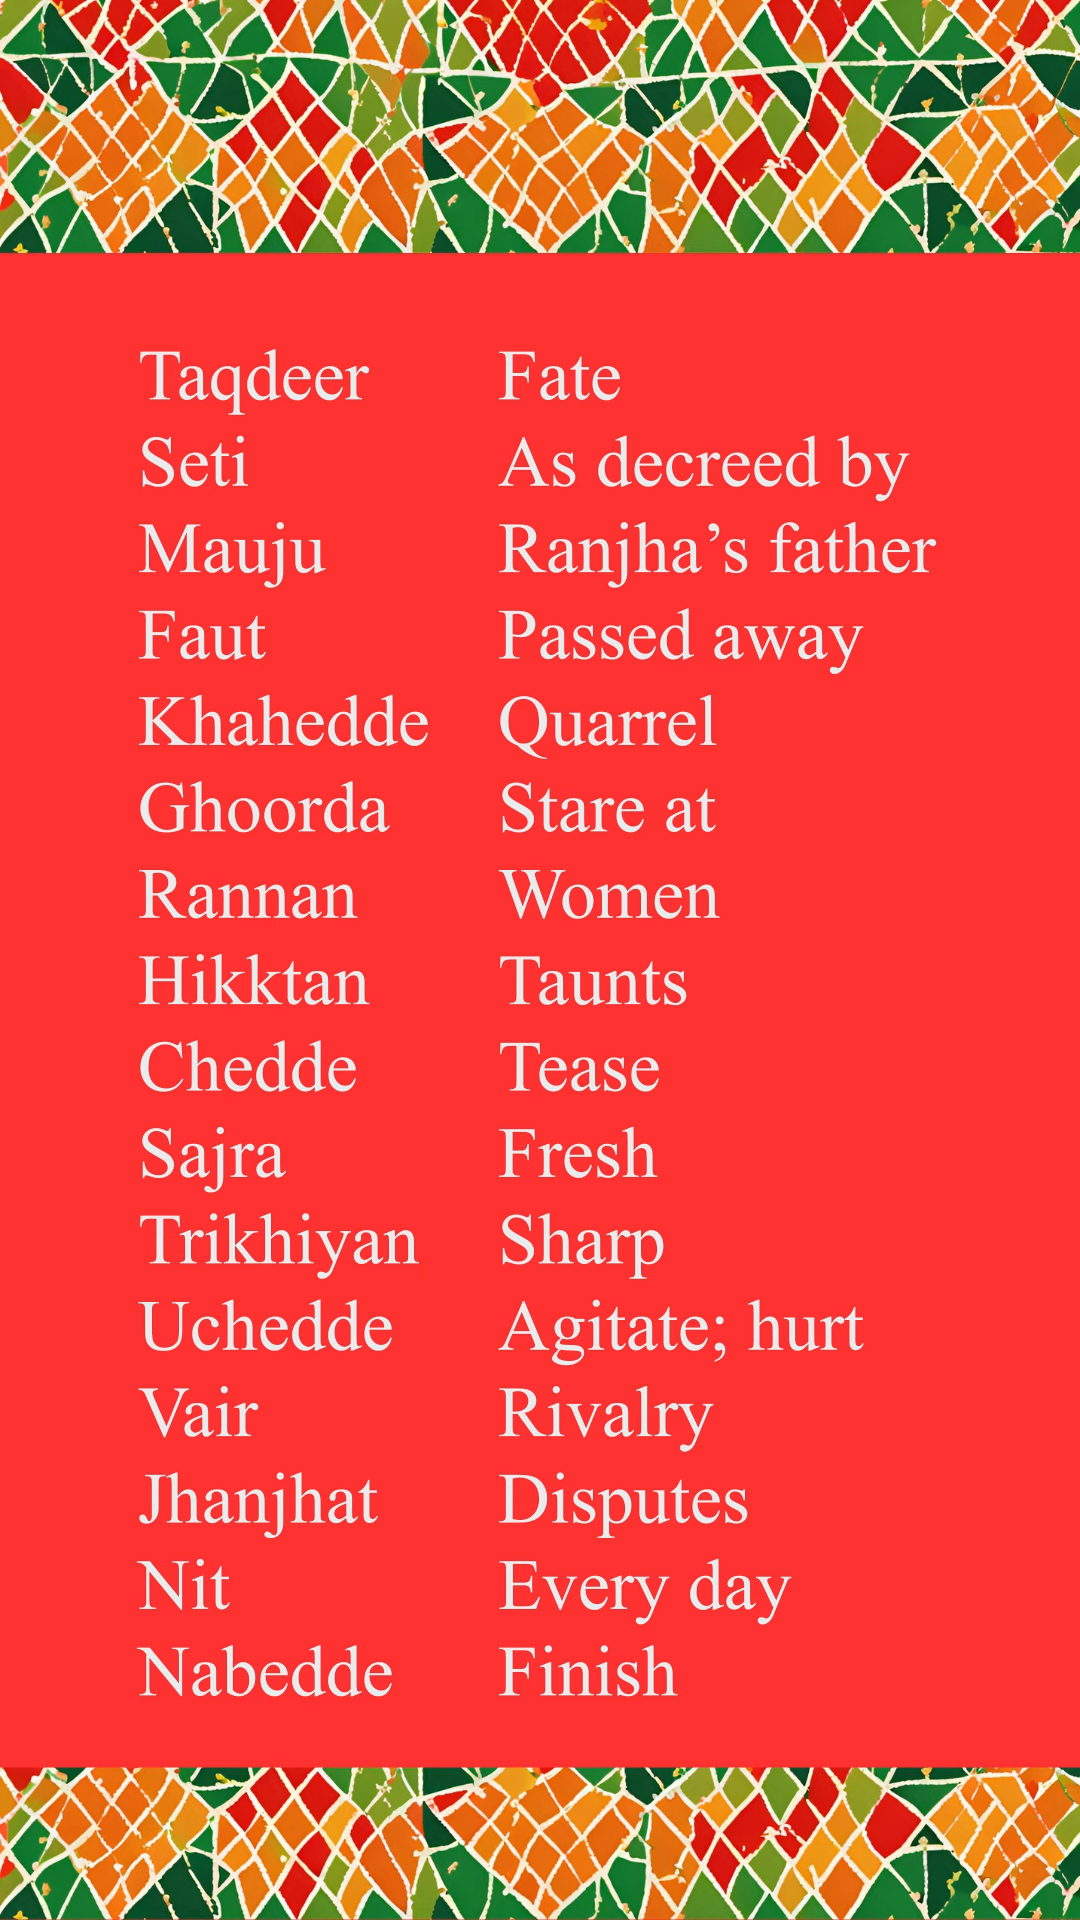 Taqdeer Fate
Seti As decreed by
Mauju Ranjha’s father
Faut Passed away
Khahedde Quarrel
Ghoorda Stare at
Rannan Women
Hikktan Taunts
Chedde Tease
Sajra Fresh
Trikhiyan Sharp
Uchedde Agitate; hurt
Vair Rivalry
Jhanjhat Disputes
Nit Every day
Nabedde Finish